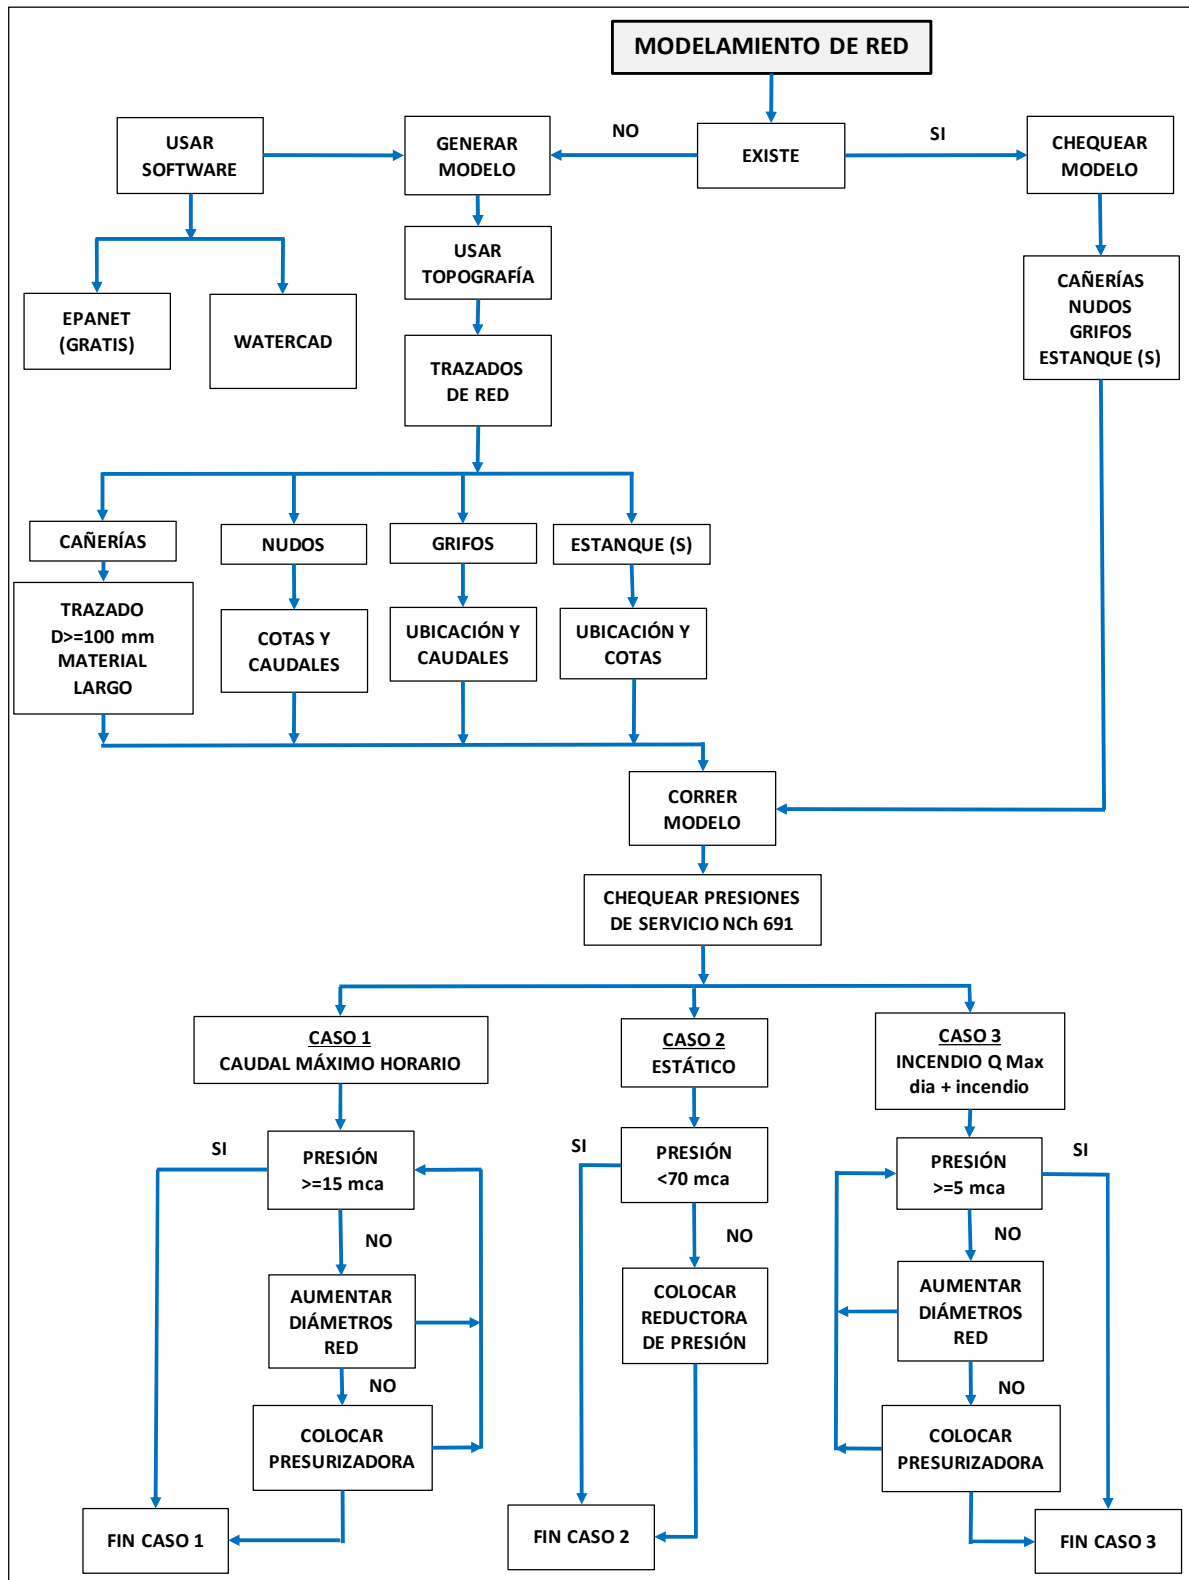 MODELAMIENTO DE RED
USAR
SOFTWARE
GENERAR
MODELO
NO
EXISTE
SI
CHEQUEAR
MODELO
USAR
TOPOGRAFÍA
EPANET
(GRATIS)
WATERCAD
CAÑERÍAS
NUDOS
GRIFOS
ESTANQUE (S)
TRAZADOS
DE RED
CAÑERÍAS
NUDOS
GRIFOS
ESTANQUE (S)
TRAZADO
D>=100 mm
MATERIAL
LARGO
COTAS Y
CAUDALES
UBICACIÓN Y
CAUDALES
UBICACIÓN Y
COTAS
CORRER
MODELO
CHEQUEAR PRESIONES
DE SERVICIO NCh 691
CASO 1
CAUDAL MÁXIMO HORARIO
CASO 2
ESTÁTICO
CASO 3
INCENDIO Q Max
dia + incendio
SI
PRESIÓN
>=15 mca
SI
PRESIÓN
<70 mca
PRESIÓN
>=5 mca
SI
NO
NO
NO
AUMENTAR
DIÁMETROS
RED
COLOCAR
REDUCTORA
DE PRESIÓN
AUMENTAR
DIÁMETROS
RED
NO
NO
COLOCAR
PRESURIZADORA
COLOCAR
PRESURIZADORA
FIN CASO 1
FIN CASO 2
FIN CASO 3